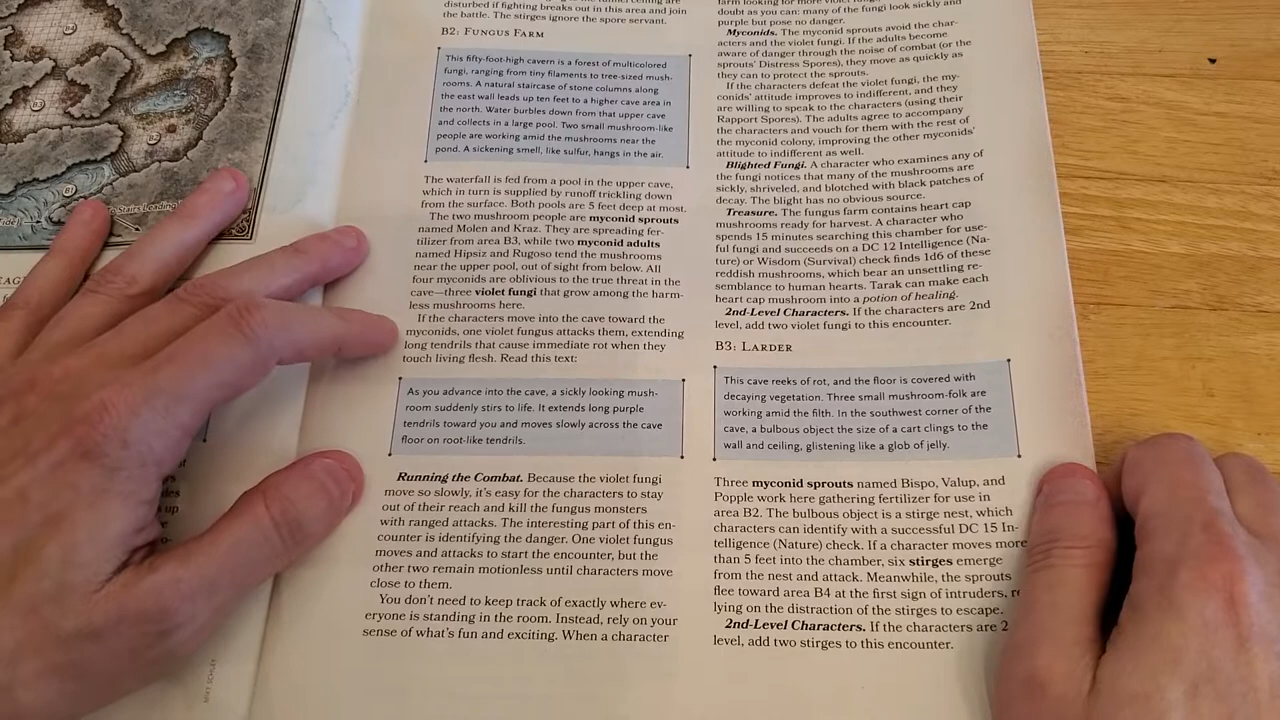 B4
B3
B2
B1
To Stairs Leading
MIKE SCHLEY
disturbed if fighting breaks out in this area and join
the battle. The stirges ignore the spore servant.
B2: Fungus Farm
This fifty-foot-high cavern is a forest of multicolored
fungi, ranging from tiny filaments to tree-sized mush-
rooms. A natural staircase of stone columns along
the east wall leads up ten feet to a higher cave area in
the north. Water burbles down from that upper cave
and collects in a large pool. Two small mushroom-like
people are working amid the mushrooms near the
pond. A sickening smell, like sulfur, hangs in the air.
The waterfall is fed from a pool in the upper cave,
which in turn is supplied by runoff trickling down
from the surface. Both pools are 5 feet deep at most.
The two mushroom people are myconid sprouts
named Molen and Kraz. They are spreading fer-
tilizer from area B3, while two myconid adults
named Hipsiz and Rugoso tend the mushrooms
near the upper pool, out of sight from below. All
four myconids are oblivious to the true threat in the
cave—three violet fungi that grow among the harm-
less mushrooms here.
If the characters move into the cave toward the
myconids, one violet fungus attacks them, extending
long tendrils that cause immediate rot when they
touch living flesh. Read this text:
As you advance into the cave, a sickly looking mush-
room suddenly stirs to life. It extends long purple
tendrils toward you and moves slowly across the cave
floor on root-like tendrils.
Running the Combat. Because the violet fungi
move so slowly, it's easy for the characters to stay
out of their reach and kill the fungus monsters
with ranged attacks. The interesting part of this en-
counter is identifying the danger. One violet fungus
moves and attacks to start the encounter, but the
other two remain motionless until characters move
close to them.
You don't need to keep track of exactly where ev-
eryone is standing in the room. Instead, rely on your
sense of what's fun and exciting. When a character
doubt as you can: many of the fungi look sickly and
purple but pose no danger.
Myconids. The myconid sprouts avoid the char-
acters and the violet fungi. If the adults become
aware of danger through the noise of combat (or the
sprouts' Distress Spores), they move as quickly as
they can to protect the sprouts.
If the characters defeat the violet fungi, the my-
conids' attitude improves to indifferent, and they
are willing to speak to the characters (using their
Rapport Spores). The adults agree to accompany
the characters and vouch for them with the rest of
the myconid colony, improving the other myconids'
attitude to indifferent as well.
Blighted Fungi. A character who examines any of
the fungi notices that many of the mushrooms are
sickly, shriveled, and blotched with black patches of
decay. The blight has no obvious source.
Treasure. The fungus farm contains heart cap
mushrooms ready for harvest. A character who
spends 15 minutes searching this chamber for use-
ful fungi and succeeds on a DC 12 Intelligence (Na-
ture) or Wisdom (Survival) check finds 1d6 of these
reddish mushrooms, which bear an unsettling re-
semblance to human hearts. Tarak can make each
heart cap mushroom into a potion of healing.
2nd-Level Characters. If the characters are 2nd
level, add two violet fungi to this encounter.
B3: Larder
This cave reeks of rot, and the floor is covered with
decaying vegetation. Three small mushroom-folk are
working amid the filth. In the southwest corner of the
cave, a bulbous object the size of a cart clings to the
wall and ceiling, glistening like a glob of jelly.
Three myconid sprouts named Bispo, Valup, and
Popple work here gathering fertilizer for use in
area B2. The bulbous object is a stirge nest, which
characters can identify with a successful DC 15 In-
telligence (Nature) check. If a character moves more
than 5 feet into the chamber, six stirges emerge
from the nest and attack. Meanwhile, the sprouts
flee toward area B4 at the first sign of intruders, re
lying on the distraction of the stirges to escape.
2nd-Level Characters. If the characters are 2
level, add two stirges to this encounter.